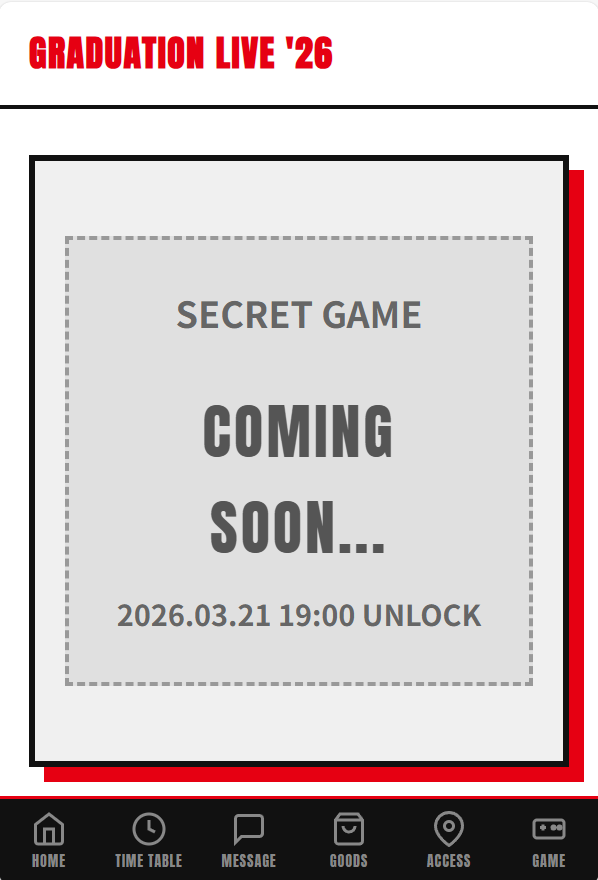 GRADUATION LIVE '26
SECRET GAME
COMING
SOON...
2026.03.21 19:00 UNLOCK
HOME TIME TABLE MESSAGE GOODS ACCESS GAME